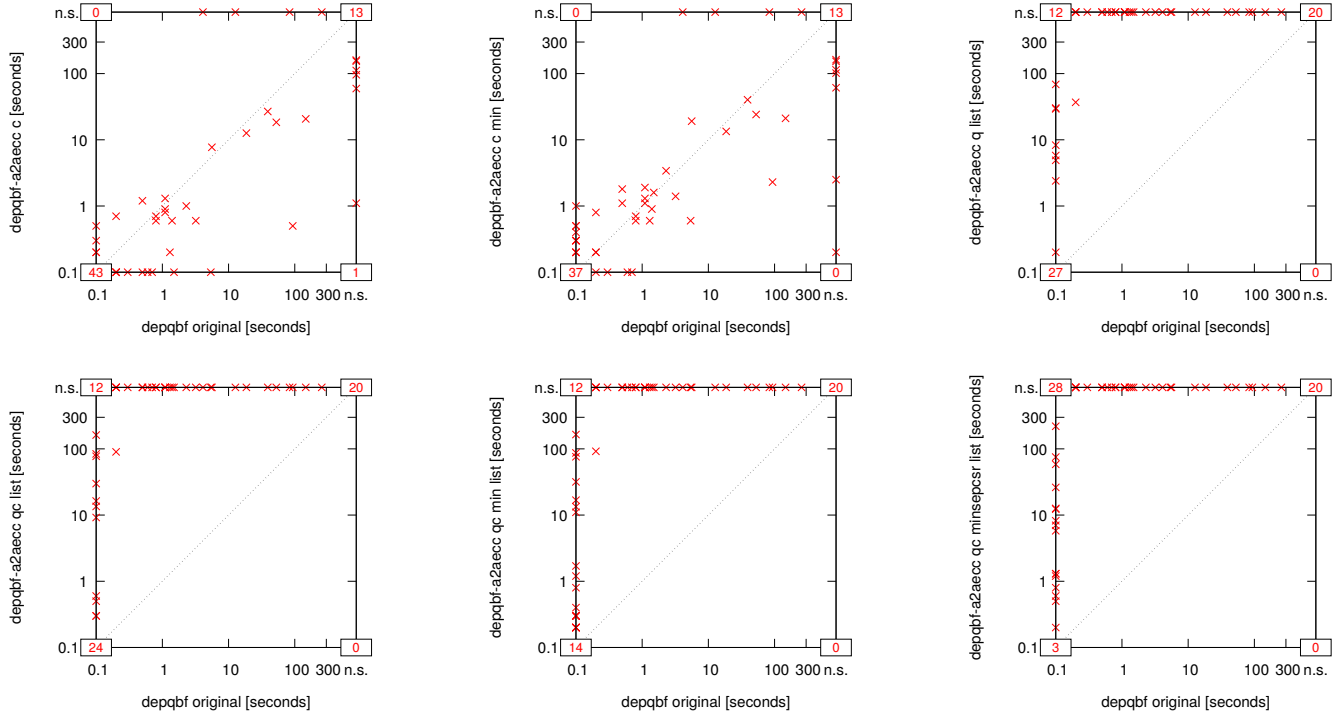 n.s. 0 13
300
100
10
1
0.1 43 1
0.1 1 10 100 300 n.s.
depqbf original [seconds]
depqbf-a2aecc c [seconds]
n.s. 0 13
300
100
10
1
0.1 37 0
0.1 1 10 100 300 n.s.
depqbf original [seconds]
depqbf-a2aecc c min [seconds]
n.s. 12 20
300
100
10
1
0.1 27 0
0.1 1 10 100 300 n.s.
depqbf original [seconds]
depqbf-a2aecc q list [seconds]
n.s. 12 20
300
100
10
1
0.1 24 0
0.1 1 10 100 300 n.s.
depqbf original [seconds]
depqbf-a2aecc qc list [seconds]
n.s. 12 20
300
100
10
1
0.1 14 0
0.1 1 10 100 300 n.s.
depqbf original [seconds]
depqbf-a2aecc qc min list [seconds]
n.s. 28 20
300
100
10
1
0.1 3 0
0.1 1 10 100 300 n.s.
depqbf original [seconds]
depqbf-a2aecc qc minsepcsr list [seconds]